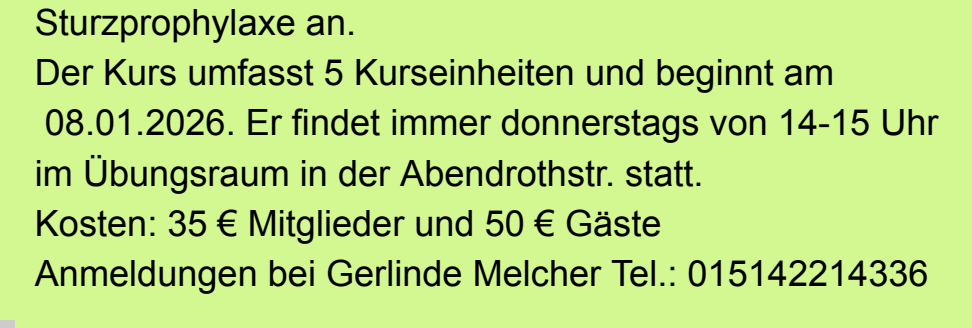 Sturzprophylaxe an.
Der Kurs umfasst 5 Kurseinheiten und beginnt am
08.01.2026. Er findet immer donnerstags von 14-15 Uhr
im Übungsraum in der Abendrothstr. statt.
Kosten: 35 € Mitglieder und 50 € Gäste
Anmeldungen bei Gerlinde Melcher Tel.: 015142214336